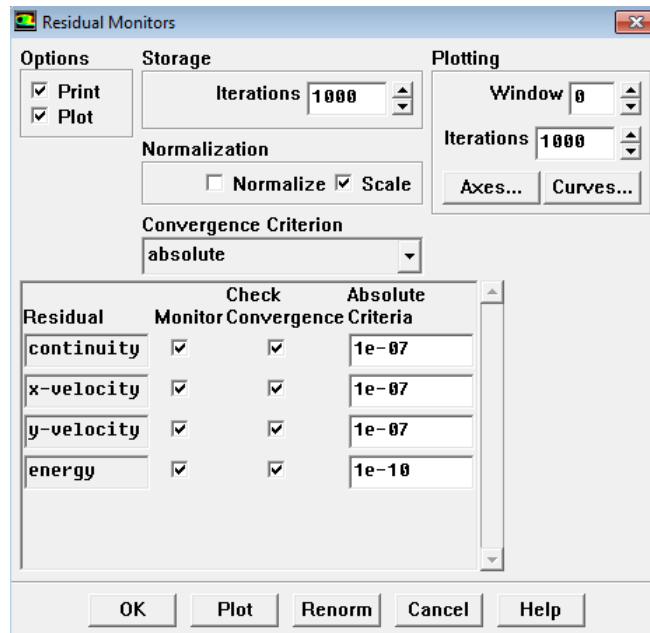 Residual Monitors
Options
Print
Plot
Storage
Iterations 1000
Normalization
Normalize Scale
Convergence Criterion
absolute
Plotting
Window 0
Iterations 1000
Axes... Curves...
Residual Monitor Check Convergence Absolute Criteria
continuity 1e-07
x-velocity 1e-07
y-velocity 1e-07
energy 1e-10
OK Plot Renorm Cancel Help